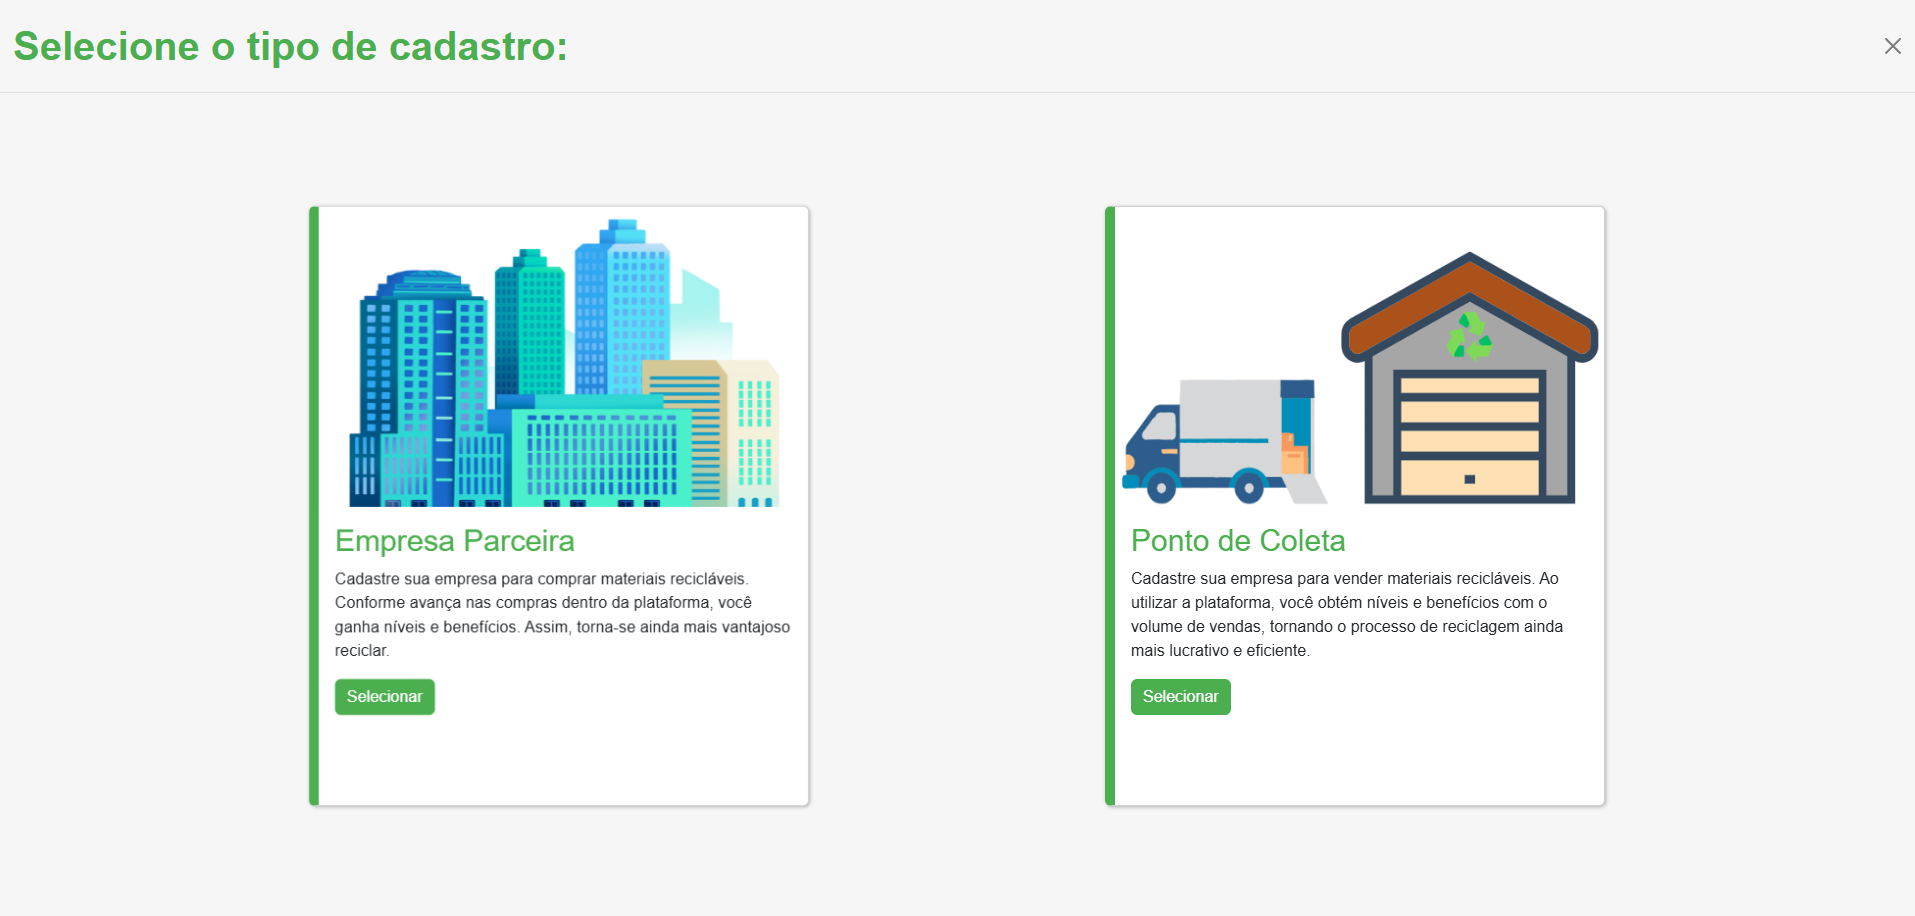 Selecione o tipo de cadastro:
Empresa Parceira
Cadastre sua empresa para comprar materiais recicláveis.
Conforme avança nas compras dentro da plataforma, você
ganha níveis e benefícios. Assim, torna-se ainda mais vantajoso
reciclar.
Selecionar
Ponto de Coleta
Cadastre sua empresa para vender materiais recicláveis. Ao
utilizar a plataforma, você obtém níveis e benefícios com o
volume de vendas, tornando o processo de reciclagem ainda
mais lucrativo e eficiente.
Selecionar